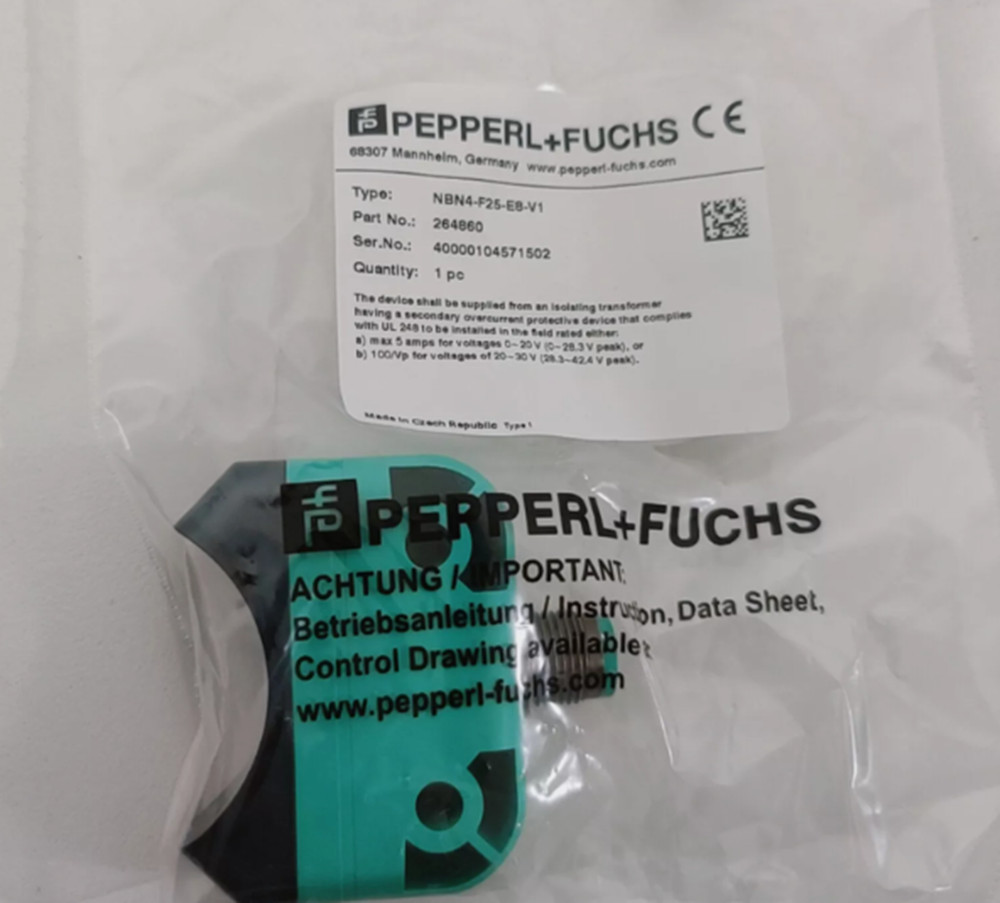 PEPPERL+FUCHS CE
68307 Mannheim, Germany www.pepperl-fuchs.com
Type: NBN4-F25-E8-V1
Part No.: 264860
Ser.No.: 40000104571502
Quantity: 1 pc
The device shall be supplied from an isolating transformer
having a secondary overcurrent protective device that complies
with UL 248 to be installed in the field rated either:
a) max 5 amps for voltages 0~20 V (0~28.3 V peak), or
b) 100/Vp for voltages of 20~30 V (28.3~42.4 V peak).
Made in Czech Republic Type 1
PEPPERL+FUCHS
ACHTUNG / IMPORTANT:
Betriebsanleitung / Instruction, Data Sheet,
Control Drawing available:
www.pepperl-fuchs.com